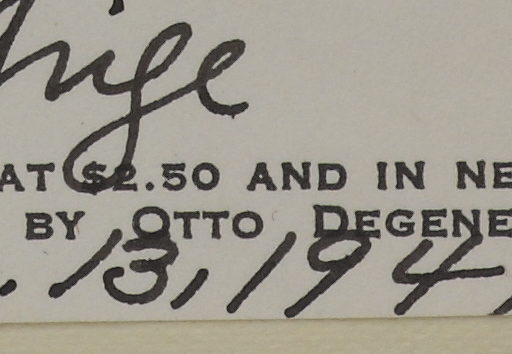 AT $2.50 AND IN NE
BY OTTO DEGENE
. 13, 194